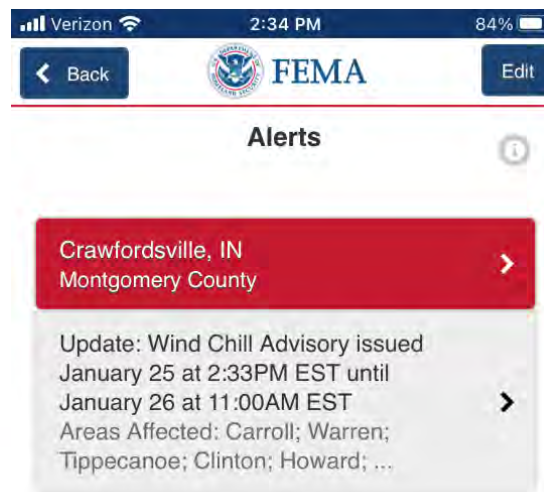 Verizon 2:34 PM 84%
Back FEMA Edit
Alerts
Crawfordsville, IN
Montgomery County
Update: Wind Chill Advisory issued
January 25 at 2:33PM EST until
January 26 at 11:00AM EST
Areas Affected: Carroll; Warren;
Tippecanoe; Clinton; Howard; ...